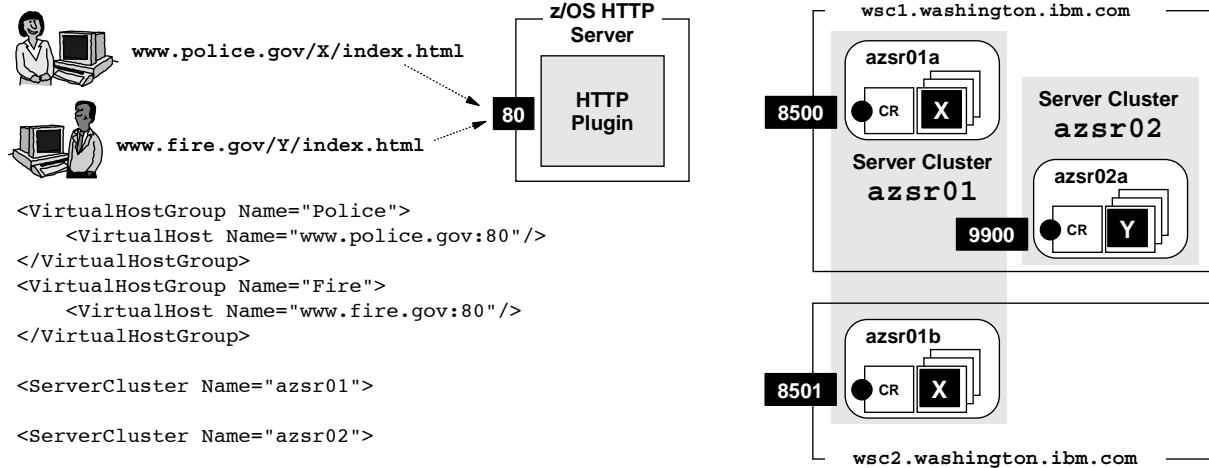 www.police.gov/X/index.html
www.fire.gov/Y/index.html
z/OS HTTP
Server
80
HTTP
Plugin
<VirtualHostGroup Name="Police">
    <VirtualHost Name="www.police.gov:80"/>
</VirtualHostGroup>
<VirtualHostGroup Name="Fire">
    <VirtualHost Name="www.fire.gov:80"/>
</VirtualHostGroup>
<ServerCluster Name="azsr01">
<ServerCluster Name="azsr02">
wsc1.washington.ibm.com
azsr01a
8500
CR
X
Server Cluster
azsr01
Server Cluster
azsr02
azsr02a
9900
CR
Y
azsr01b
8501
CR
X
wsc2.washington.ibm.com